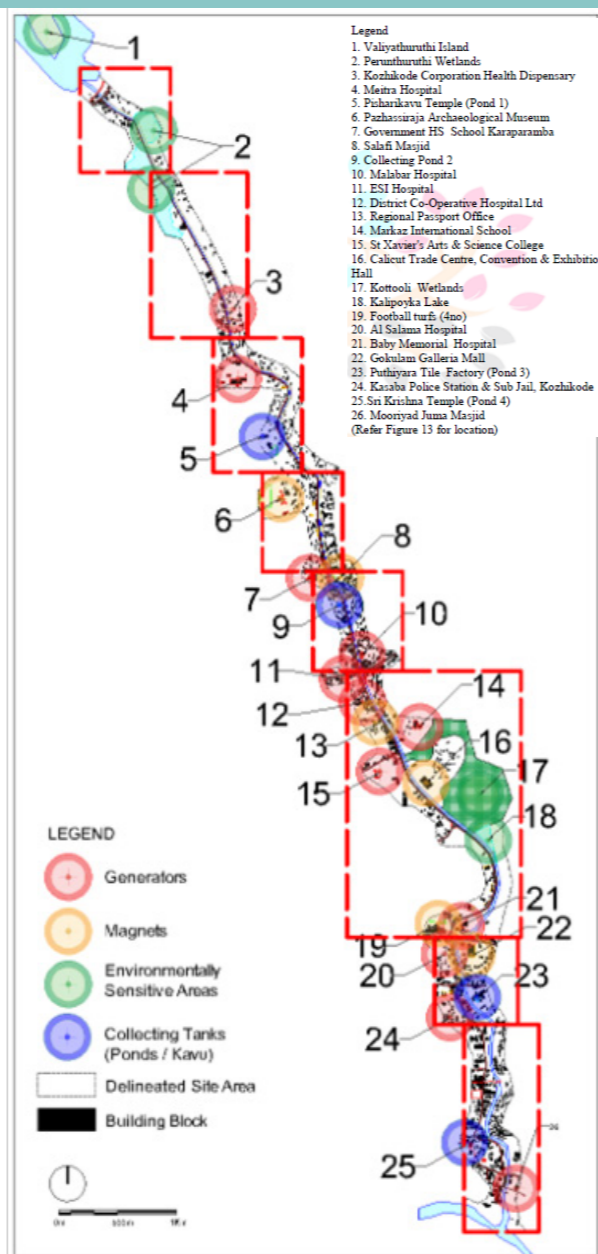 Legend
1. Valiyathuruthi Island
2. Perunthuruthi Wetlands
3. Kozhikode Corporation Health Dispensary
4. Meitra Hospital
5. Pisharikavu Temple (Pond 1)
6. Pazhassiraja Archaeological Museum
7. Government HS School Karaparamba
8. Salafi Masjid
9. Collecting Pond 2
10. Malabar Hospital
11. ESI Hospital
12. District Co-Operative Hospital Ltd
13. Regional Passport Office
14. Markaz International School
15. St Xavier's Arts & Science College
16. Calicut Trade Centre, Convention & Exhibitio
Hall
17. Kottooli Wetlands
18. Kalipoyka Lake
19. Football turfs (4no)
20. Al Salama Hospital
21. Baby Memorial Hospital
22. Gokulam Galleria Mall
23. Puthiyara Tile Factory (Pond 3)
24. Kasaba Police Station & Sub Jail, Kozhikode
25.Sri Krishna Temple (Pond 4)
26. Mooriyad Juma Masjid
(Refer Figure 13 for location)
1
2
3
4
5
6
7
8
9
10
11
12
13
14
15
16
17
18
19
20
21
22
23
24
25
26
LEGEND
Generators
Magnets
Environmentally
Sensitive Areas
Collecting Tanks
(Ponds / Kavu)
Delineated Site Area
Building Block
0m 500m 1Km